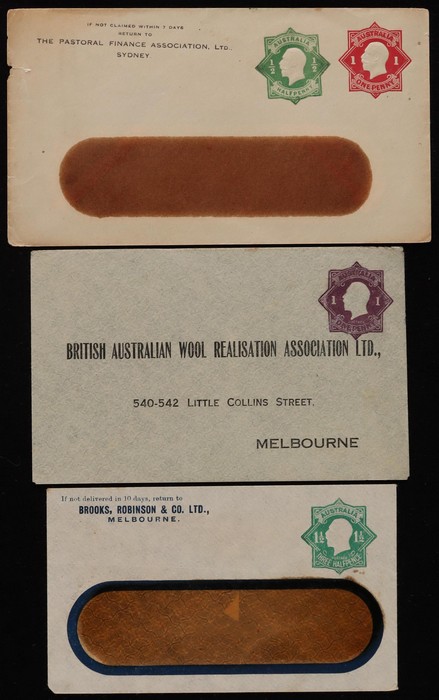 IF NOT CLAIMED WITHIN 7 DAYS
RETURN TO
THE PASTORAL FINANCE ASSOCIATION, LTD.,
SYDNEY
AUSTRALIA
½ ½
HALFPENNY
AUSTRALIA
1 1
ONE PENNY
AUSTRALIA
1 1
ONE PENNY
BRITISH AUSTRALIAN WOOL REALISATION ASSOCIATION LTD.,
540-542 LITTLE COLLINS STREET.
MELBOURNE
If not delivered in 10 days, return to
BROOKS, ROBINSON & CO. LTD.,
MELBOURNE.
AUSTRALIA
1½ 1½
THREE HALFPENCE